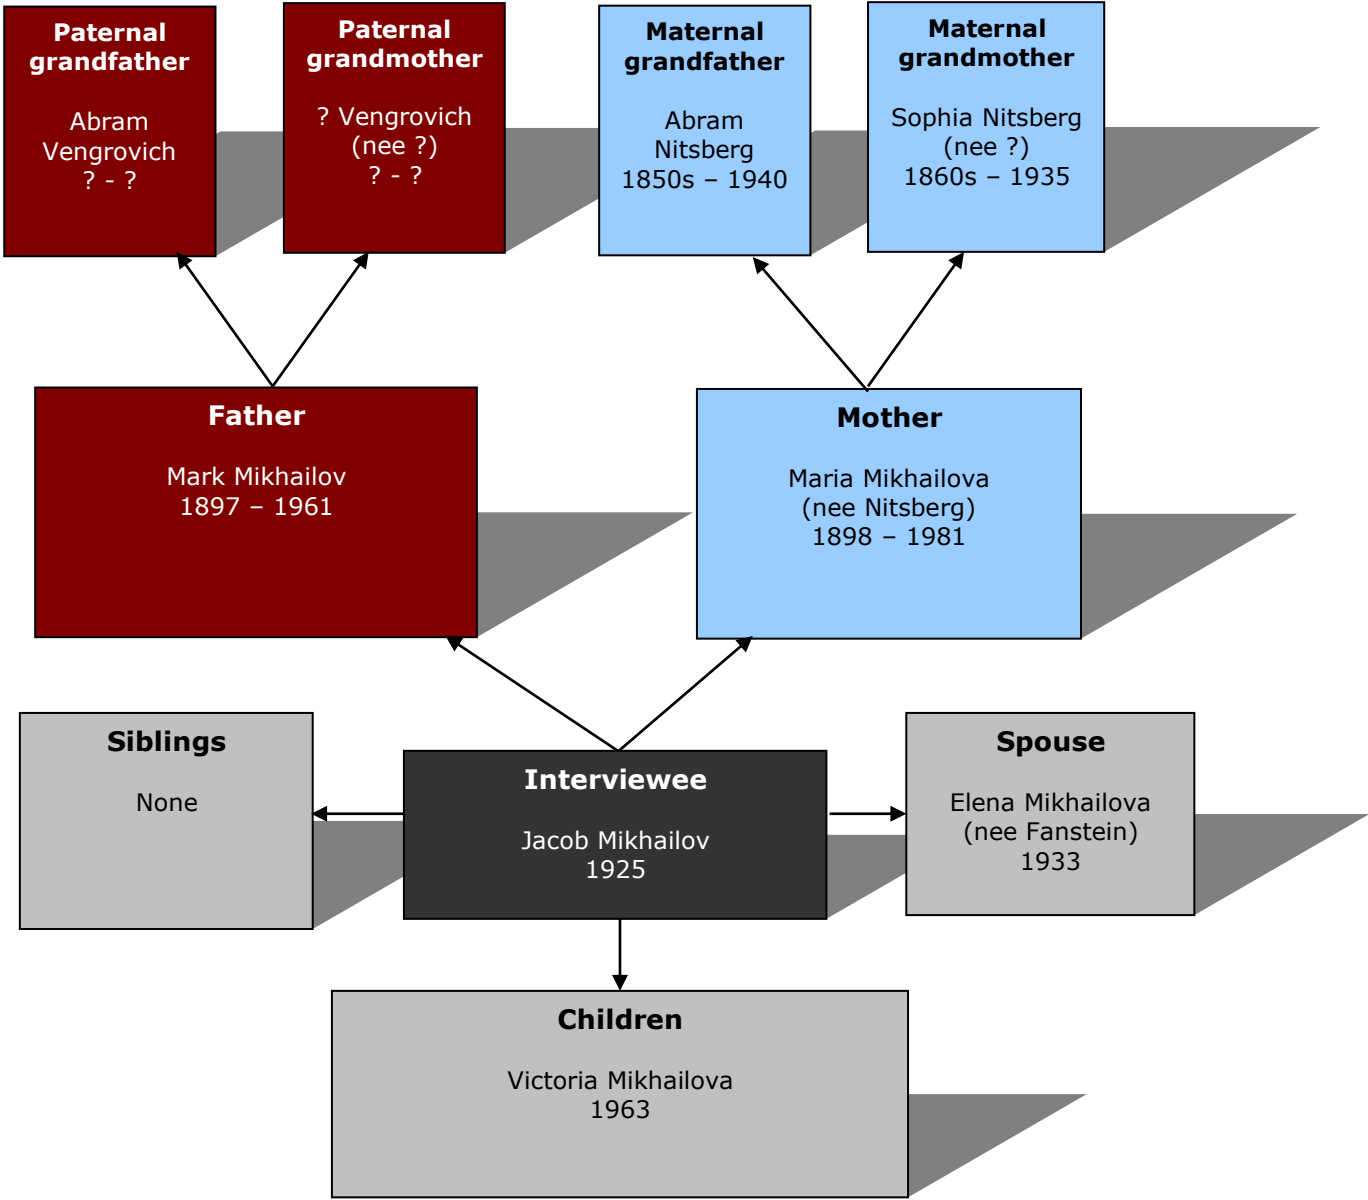 Paternal
grandfather
Abram
Vengrovich
? - ?
Paternal
grandmother
? Vengrovich
(nee ?)
? - ?
Maternal
grandfather
Abram
Nitsberg
1850s – 1940
Maternal
grandmother
Sophia Nitsberg
(nee ?)
1860s – 1935
Father
Mark Mikhailov
1897 – 1961
Mother
Maria Mikhailova
(nee Nitsberg)
1898 – 1981
Siblings
None
Interviewee
Jacob Mikhailov
1925
Spouse
Elena Mikhailova
(nee Fanstein)
1933
Children
Victoria Mikhailova
1963